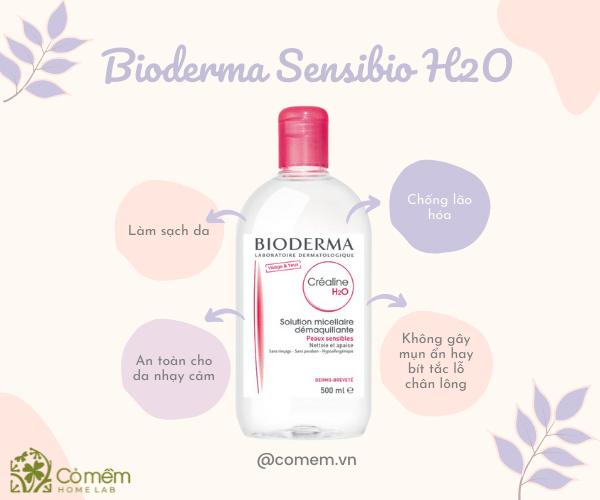 Bioderma Sensibio H2O
Làm sạch da
Chống lão
hóa
An toàn cho
da nhạy cảm
Không gây
mụn ẩn hay
bít tắc lỗ
chân lông
BIODERMA
LABORATOIRE DERMATOLOGIQUE
Visage & Yeux
Créaline
H2O
Solution micellaire
démaquillante
Peaux sensibles
Nettoie et apaise
Sans rinçage - Sans paraben - Hypoallergénique
DERMO-BREVETÉ
500 ml ℮
@comem.vn
Cỏ mềm
HOME LAB